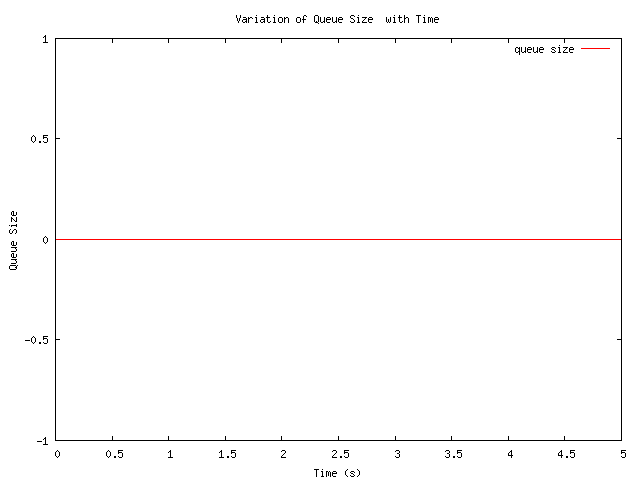 Variation of Queue Size  with Time
queue size
1
0.5
0
-0.5
-1
Queue Size
0 0.5 1 1.5 2 2.5 3 3.5 4 4.5 5
Time (s)